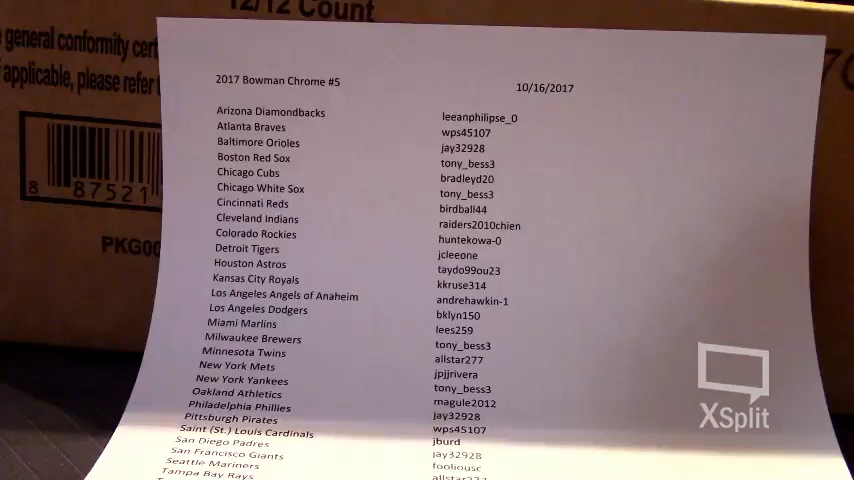 12/12 Count
general conformity cert
applicable, please refer t
8 87521
PKG00
70
2017 Bowman Chrome #5 10/16/2017
Arizona Diamondbacks leeanphilipse_0
Atlanta Braves wps45107
Baltimore Orioles jay32928
Boston Red Sox tony_bess3
Chicago Cubs bradleyd20
Chicago White Sox tony_bess3
Cincinnati Reds birdball44
Cleveland Indians raiders2010chien
Colorado Rockies huntekowa-0
Detroit Tigers jcleeone
Houston Astros taydo99ou23
Kansas City Royals kkruse314
Los Angeles Angels of Anaheim andrehawkin-1
Los Angeles Dodgers bklyn150
Miami Marlins lees259
Milwaukee Brewers tony_bess3
Minnesota Twins allstar277
New York Mets jpjjrivera
New York Yankees tony_bess3
Oakland Athletics magule2012
Philadelphia Phillies jay32928
Pittsburgh Pirates wps45107
Saint (St.) Louis Cardinals jburd
San Diego Padres jay32928
San Francisco Giants fooliousc
Seattle Mariners
Tampa Bay Rays
XSplit